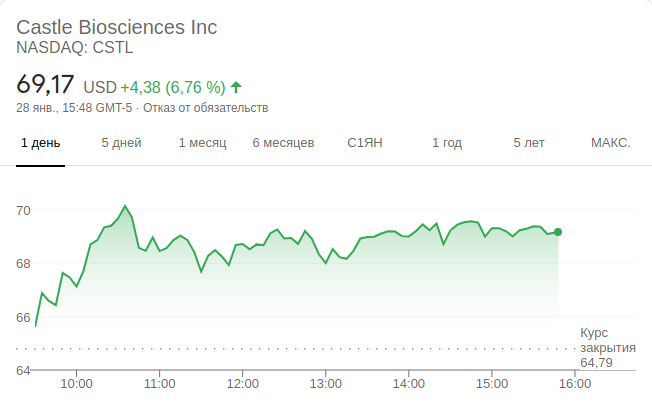 Castle Biosciences Inc
NASDAQ: CSTL
69,17 USD +4,38 (6,76 %)
28 янв., 15:48 GMT-5 · Отказ от обязательств
1 день 5 дней 1 месяц 6 месяцев С1ЯН 1 год 5 лет МАКС.
70
68
66
Курс
закрытия
64,79
64
10:00 11:00 12:00 13:00 14:00 15:00 16:00